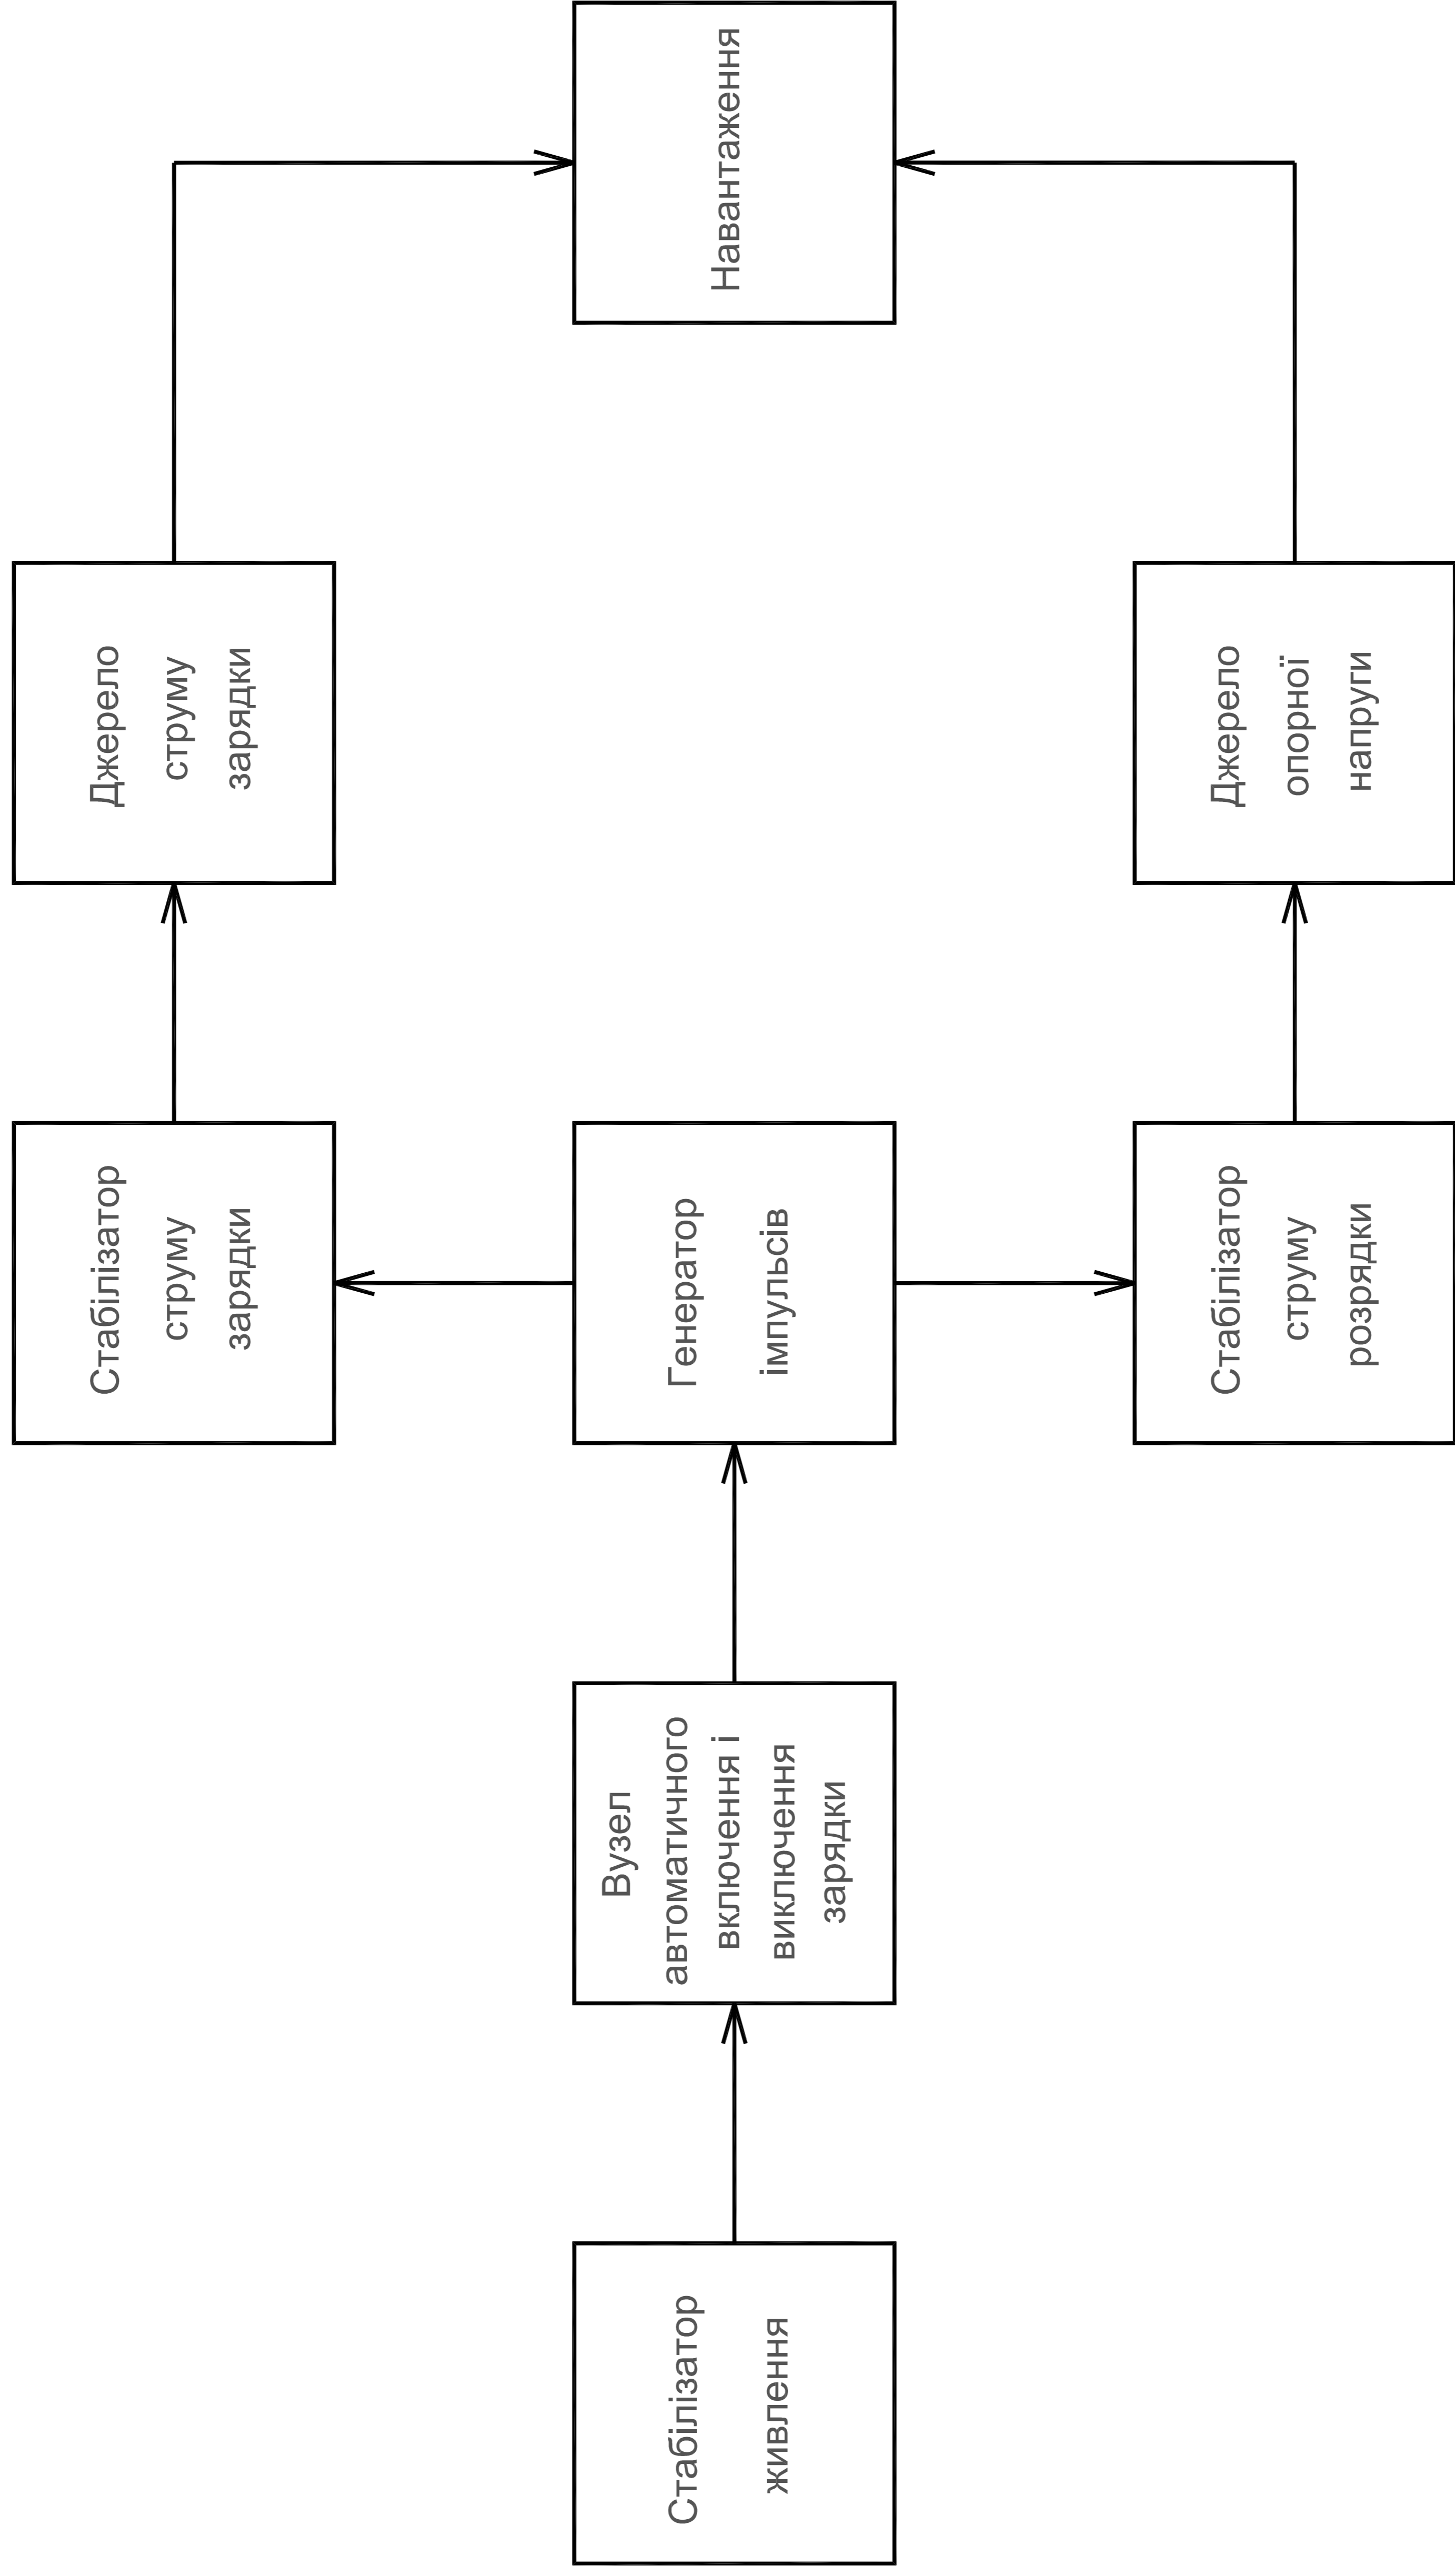 Стабілізатор
живлення
Вузел
автоматичного
включення і
виключення
зарядки
Генератор
імпульсів
Стабілізатор
струму
зарядки
Стабілізатор
струму
розрядки
Джерело
струму
зарядки
Джерело
опорної
напруги
Навантаження